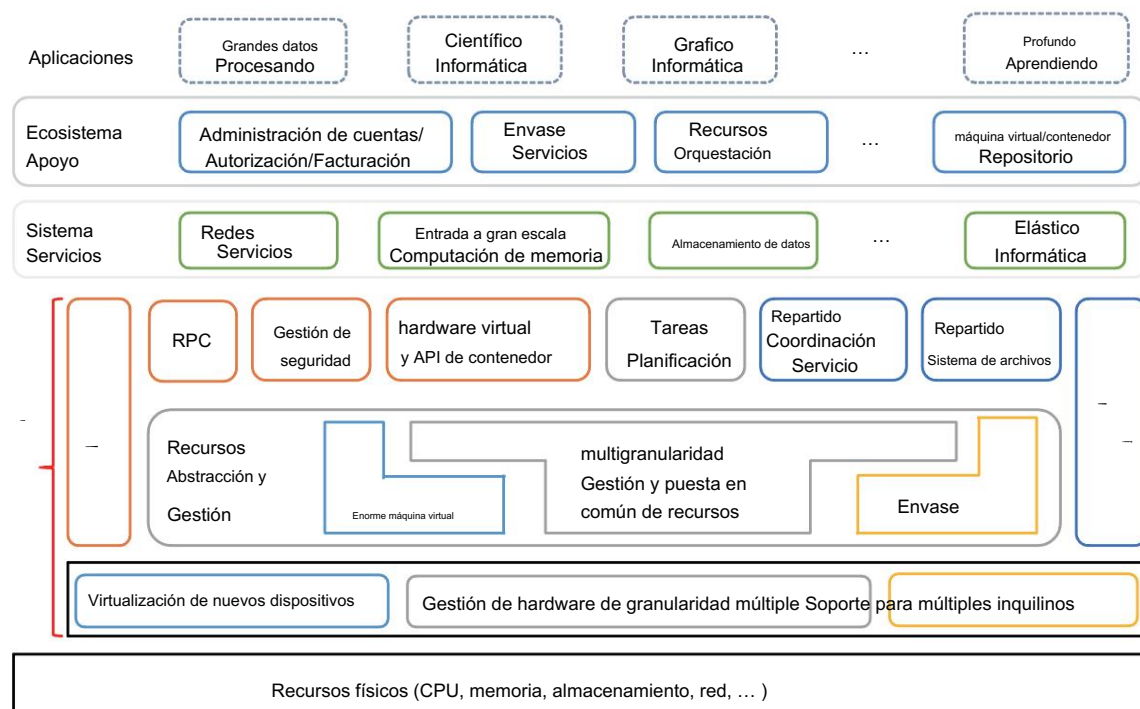 Aplicaciones
Grandes datos
Procesando
Científico
Informática
Grafico
Informática
...
Profundo
Aprendiendo
Ecosistema
Apoyo
Administración de cuentas/
Autorización/Facturación
Envase
Servicios
Recursos
Orquestación
...
máquina virtual/contenedor
Repositorio
Sistema
Servicios
Redes
Servicios
Entrada a gran escala
Computación de memoria
Almacenamiento de datos
...
Elástico
Informática
RPC
Gestión de
seguridad
hardware virtual
y API de contenedor
Tareas
Planificación
Repartido
Coordinación
Servicio
Repartido
Sistema de archivos
Recursos
Abstracción y
Gestión
Enorme máquina virtual
multigranularidad
Gestión y puesta en
común de recursos
Envase
Virtualización de nuevos dispositivos
Gestión de hardware de granularidad múltiple Soporte para múltiples inquilinos
Recursos físicos (CPU, memoria, almacenamiento, red, ... )